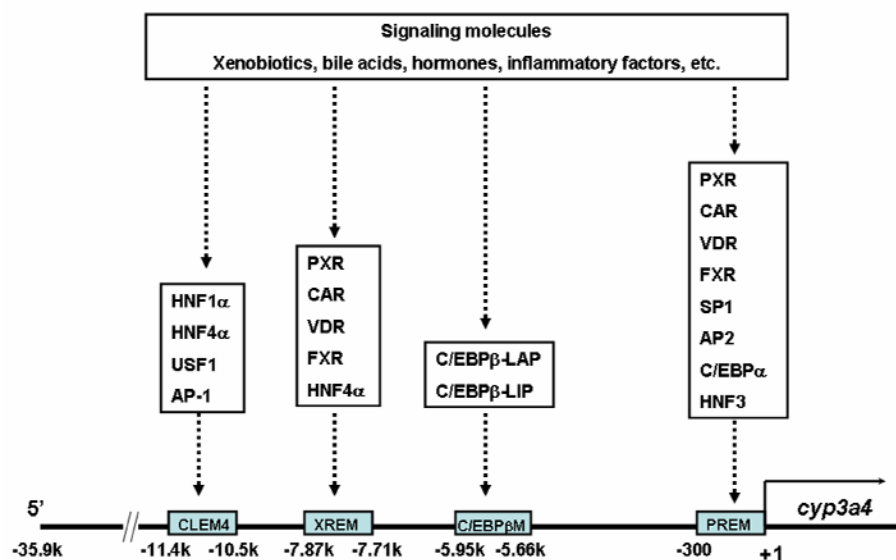 Signaling molecules
Xenobiotics, bile acids, hormones, inflammatory factors, etc.
HNF1α
HNF4α
USF1
AP-1
PXR
CAR
VDR
FXR
HNF4α
C/EBPβ-LAP
C/EBPβ-LIP
PXR
CAR
VDR
FXR
SP1
AP2
C/EBPα
HNF3
5’
CLEM4
XREM
C/EBPβM
PREM
cyp3a4
-35.9k
-11.4k
-10.5k
-7.87k
-7.71k
-5.95k
-5.66k
-300
+1